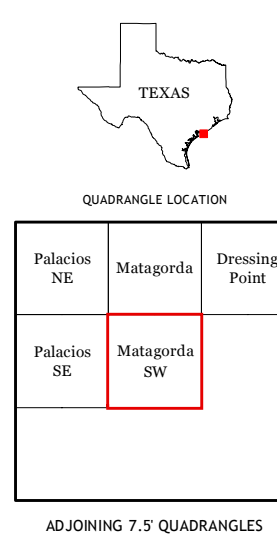 TEXAS
QUADRANGLE LOCATION
Palacios
NE
Matagorda
Dressing
Point
Palacios
SE
Matagorda
SW
ADJOINING 7.5' QUADRANGLES